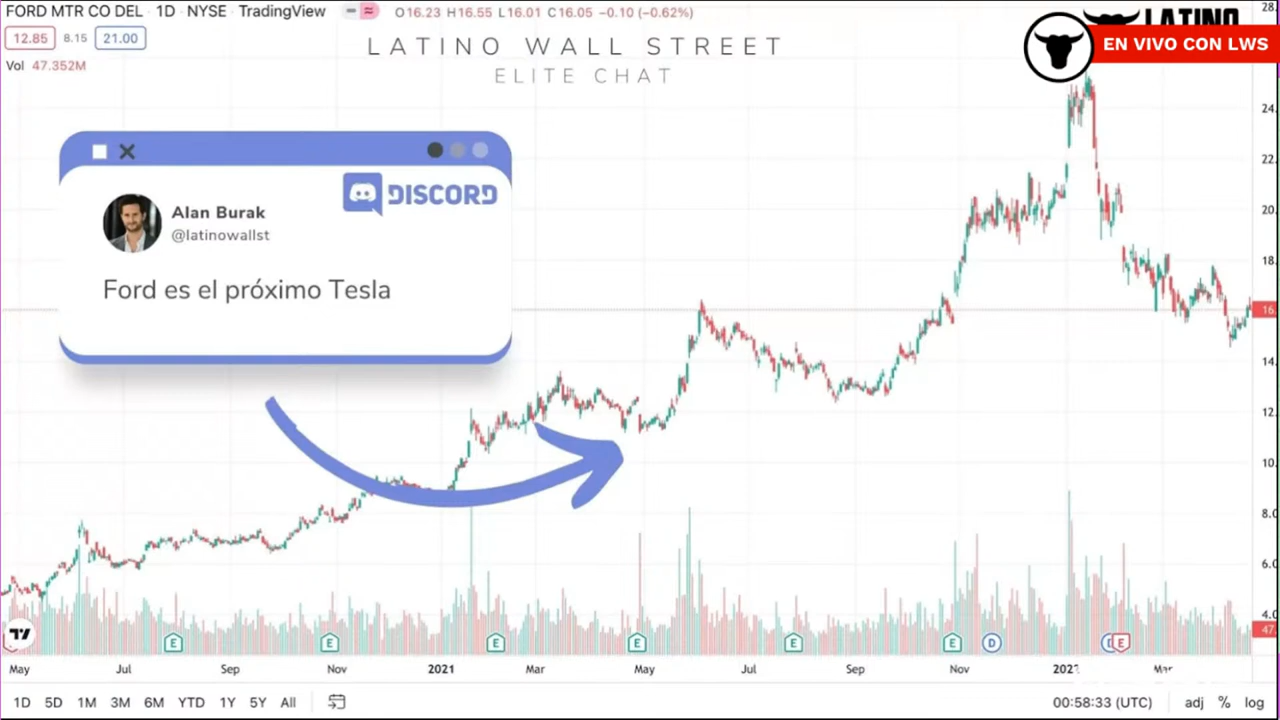 FORD MTR CO DEL · 1D · NYSE · TradingView
O16.23 H16.55 L16.01 C16.05 −0.10 (−0.62%)
12.85 8.15 21.00
Vol 47.352M
LATINO WALL STREET
ELITE CHAT
LATINO
EN VIVO CON LWS
DISCORD
Alan Burak
@latinowallst
Ford es el próximo Tesla
28.
24.
22.
20.
18.
16.
14.
12.
10.
8.0
6.0
4.0
47.
E E E E E E D D E
May Jul Sep Nov 2021 Mar May Jul Sep Nov 202 Mar
1D 5D 1M 3M 6M YTD 1Y 5Y All
00:58:33 (UTC) adj % log